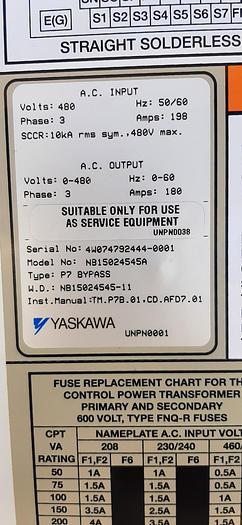 E(G) S1 S2 S3 S4 S5 S6 S7
STRAIGHT SOLDERLESS
A.C. INPUT
Volts: 480 Hz: 50/60
Phase: 3 Amps: 198
SCCR:10kA rms sym.,480V max.
A.C. OUTPUT
Volts: 0-480 Hz: 0-60
Phase: 3 Amps: 180
SUITABLE ONLY FOR USE
AS SERVICE EQUIPMENT
UNPN0038
Serial No: 4W074792444-0001
Model No: NB15024545A
Type: P7 BYPASS
W.D.: NB15024545-11
Inst.Manual:TM.P7B.01.CD.AFD7.01
YASKAWA UNPN0001
FUSE REPLACEMENT CHART FOR TH
CONTROL POWER TRANSFORMER
PRIMARY AND SECONDARY
600 VOLT, TYPE FNQ-R FUSES
CPT NAMEPLATE A.C. INPUT VOLT
VA 208 230/240 460/
RATING F1,F2 F6 F1,F2 F6 F1,F2
50 1A 1A 0.5A
75 1.5A 1.5A 0.5A
100 1.5A 1.5A 1A
150 3.5A 2.5A 1.5A
200 4A 3.5A